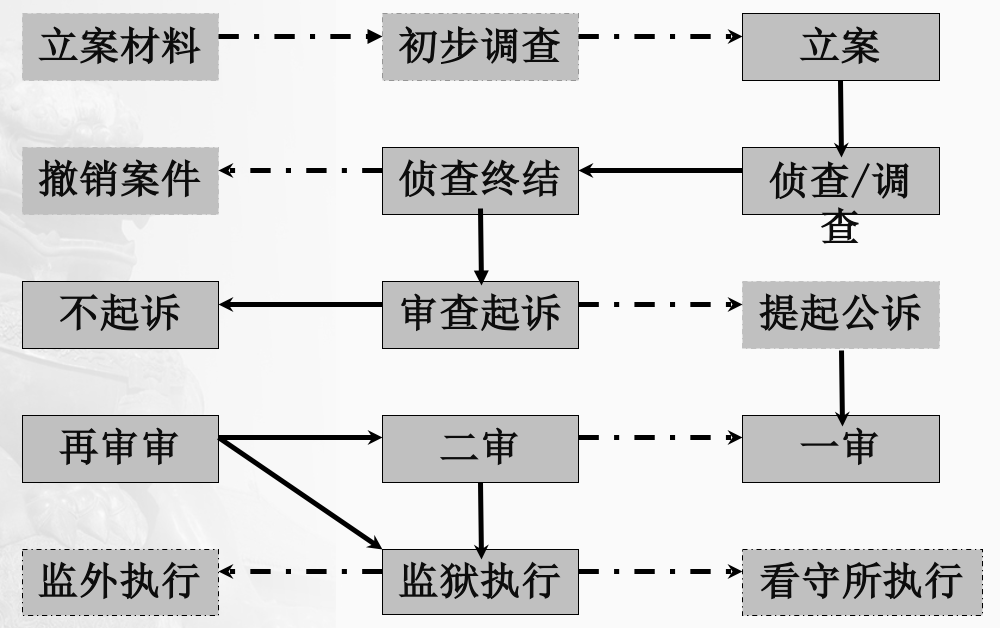 立案材料
初步调查
立案
撤销案件
侦查终结
侦查/调
查
不起诉
审查起诉
提起公诉
再审审
二审
一审
监外执行
监狱执行
看守所执行